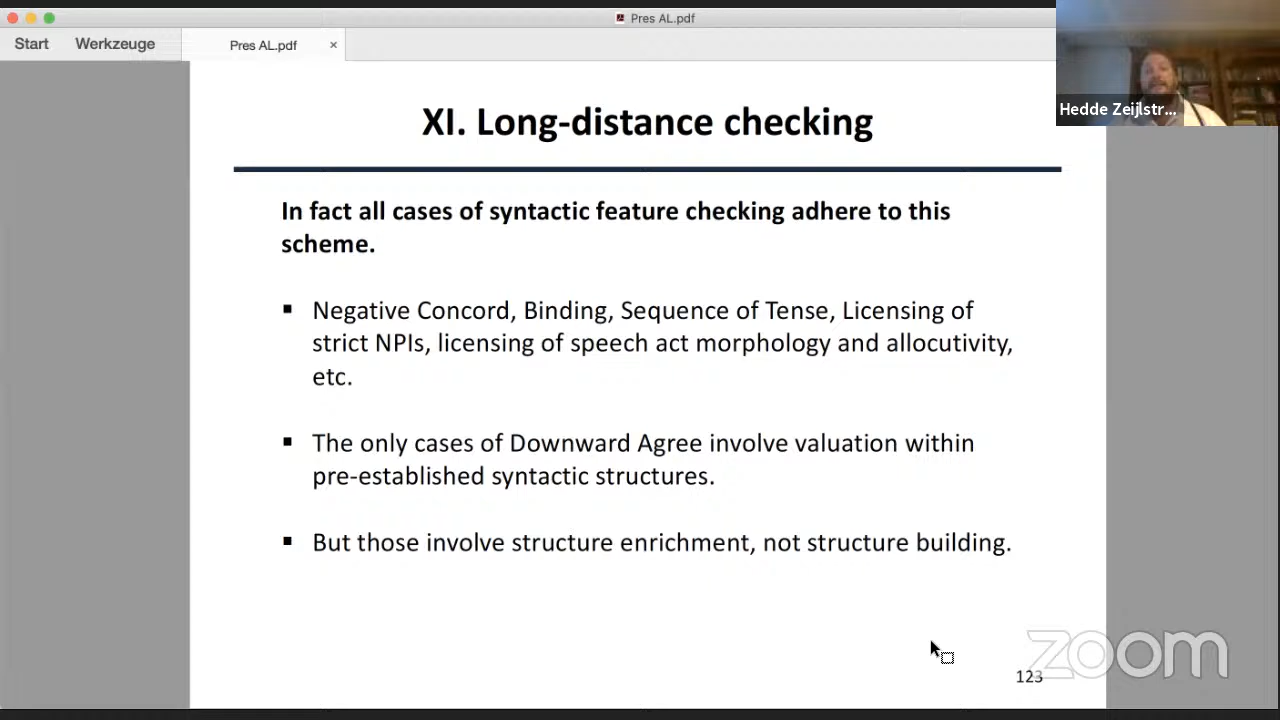 Pres AL.pdf
Start Werkzeuge Pres AL.pdf ×
Hedde Zeijlstr...
XI. Long-distance checking
In fact all cases of syntactic feature checking adhere to this
scheme.
▪ Negative Concord, Binding, Sequence of Tense, Licensing of
strict NPIs, licensing of speech act morphology and allocutivity,
etc.
▪ The only cases of Downward Agree involve valuation within
pre-established syntactic structures.
▪ But those involve structure enrichment, not structure building.
zoom
123